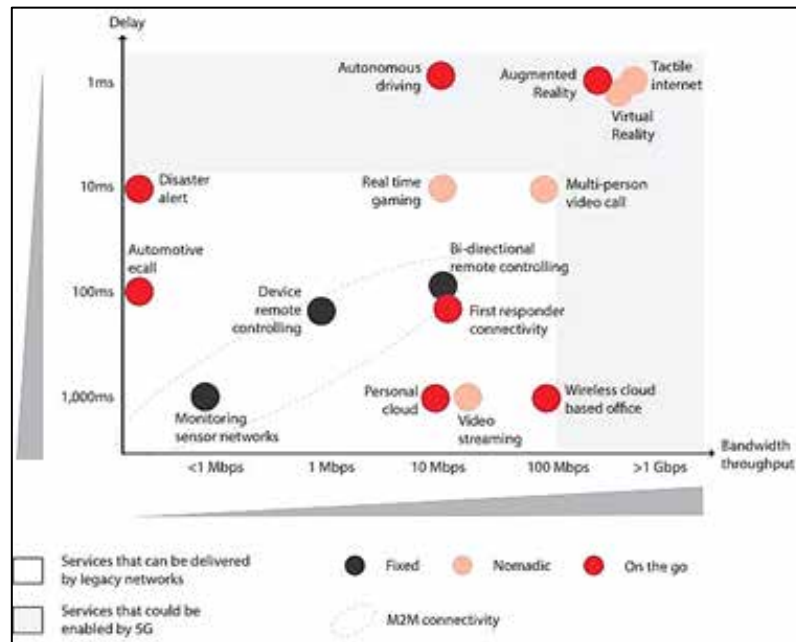 Delay
1ms
10ms
100ms
1,000ms
Autonomous
driving
Augmented
Reality
Tactile
internet
Virtual
Reality
Disaster
alert
Real time
gaming
Multi-person
video call
Automotive
ecall
Device
remote
controlling
Bi-directional
remote controlling
First responder
connectivity
Monitoring
sensor networks
Personal
cloud
Video
streaming
Wireless cloud
based office
<1 Mbps
1 Mbps
10 Mbps
100 Mbps
>1 Gbps
Bandwidth
throughput
Services that can be delivered
by legacy networks
Fixed
Nomadic
On the go
Services that could be
enabled by 5G
M2M connectivity